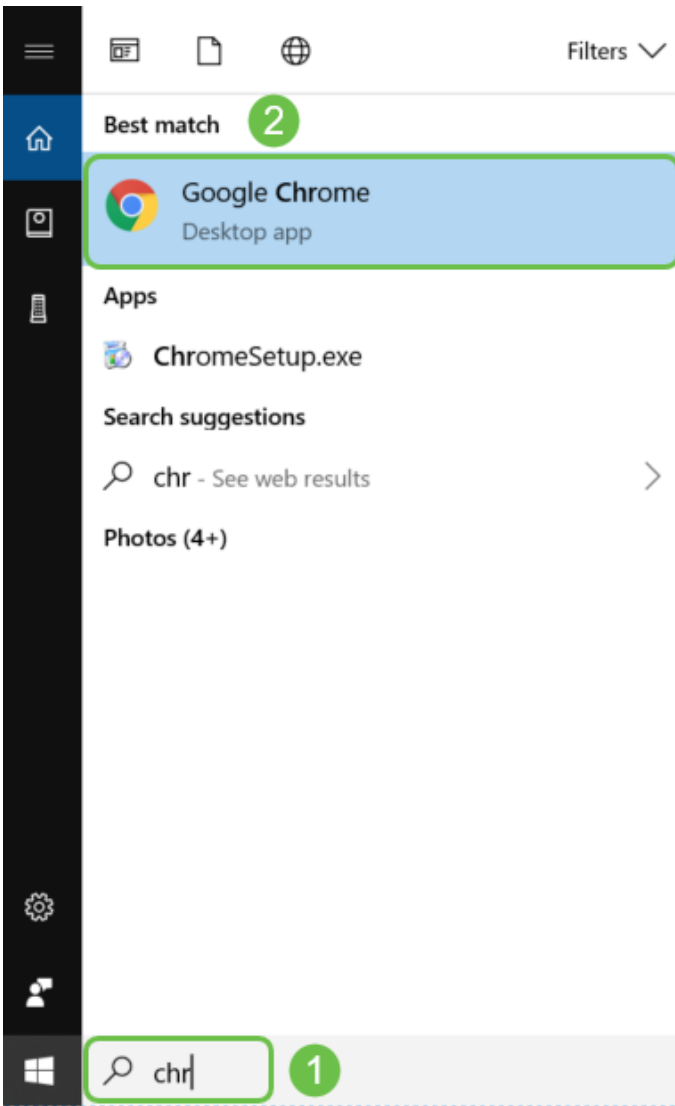 Filters
Best match 2
Google Chrome
Desktop app
Apps
ChromeSetup.exe
Search suggestions
chr - See web results
Photos (4+)
chr 1